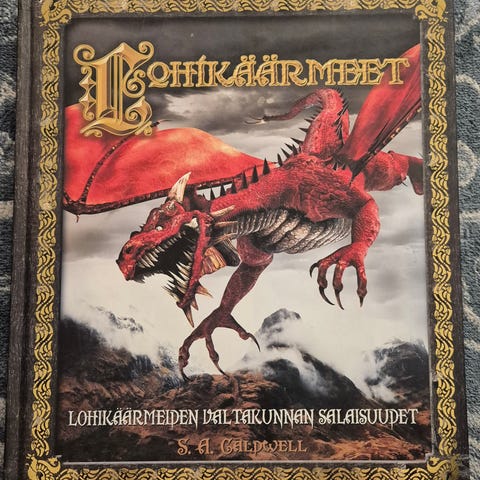 LOHIKÄÄRMEET
LOHIKÄÄRMEIDEN VALTAKUNNAN SALAISUUDET
S. A. CALDWELL